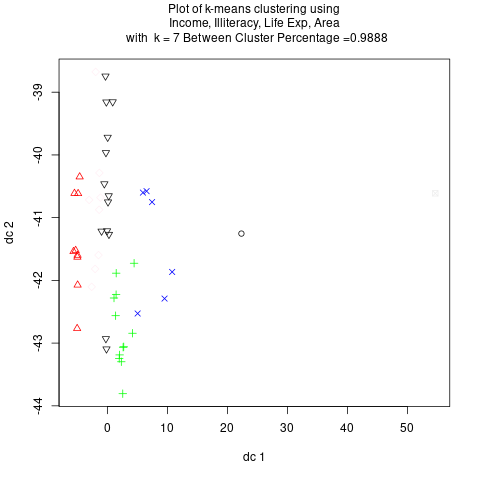 Plot of k-means clustering using
Income, Illiteracy, Life Exp, Area
with k = 7 Between Cluster Percentage =0.9888
dc 2
-39
-40
-41
-42
-43
-44
0 10 20 30 40 50
dc 1